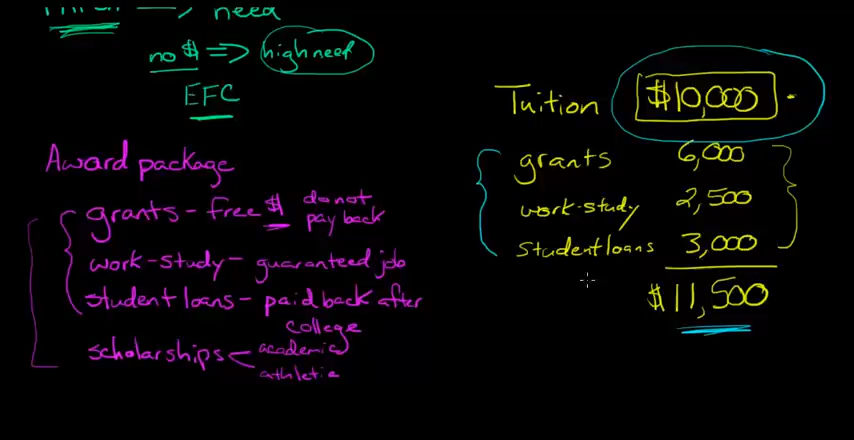 need
no $ => high need
EFC
Award package
grants - free $ do not
pay back
work-study - guaranteed job
student loans - paid back after
college
scholarships < academic
athletic
Tuition $10,000
grants 6,000
work-study 2,500
student loans 3,000
$11,500